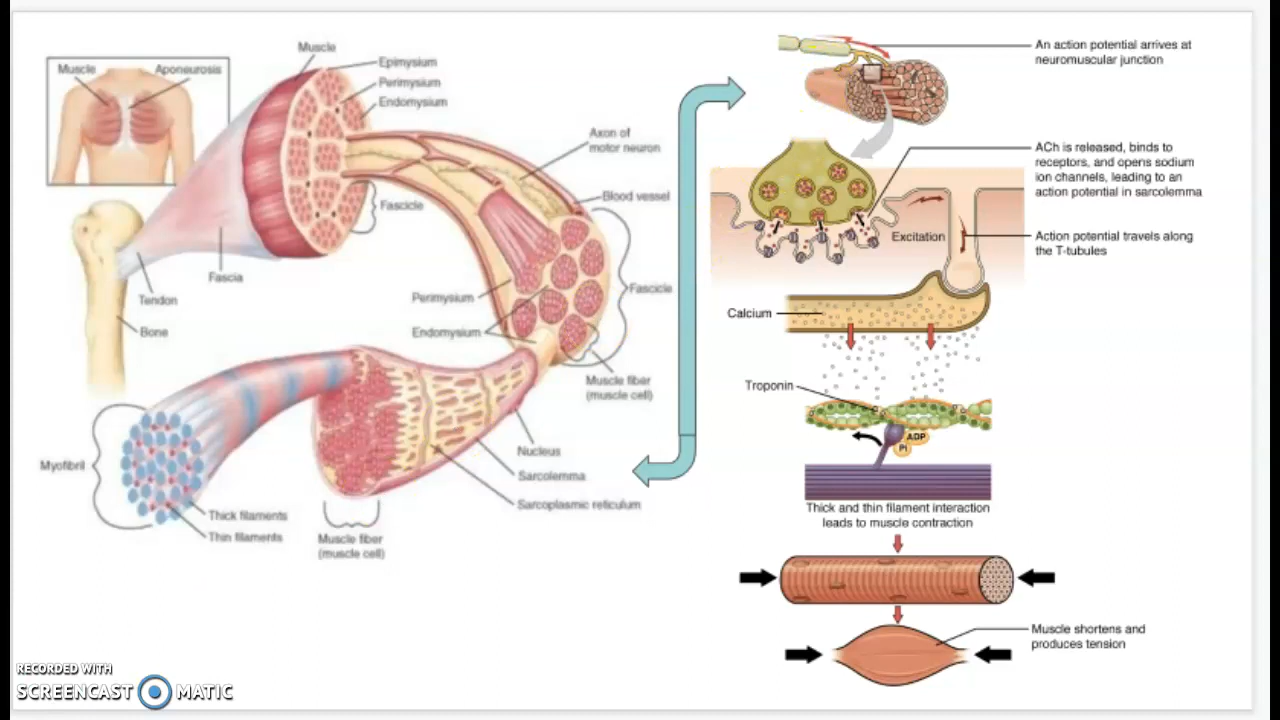 Muscle
Aponeurosis
Muscle
Epimysium
Perimysium
Endomysium
Axon of
motor neuron
Blood vessel
Fascicle
Fascia
Tendon
Bone
Perimysium
Endomysium
Fascicle
Muscle fiber
(muscle cell)
Nucleus
Sarcolemma
Sarcoplasmic reticulum
Myofibril
Thick filaments
Thin filaments
Muscle fiber
(muscle cell)
An action potential arrives at
neuromuscular junction
ACh is released, binds to
receptors, and opens sodium
ion channels, leading to an
action potential in sarcolemma
Excitation
Action potential travels along
the T-tubules
Calcium
Troponin
ADP
Pi
Thick and thin filament interaction
leads to muscle contraction
Muscle shortens and
produces tension
RECORDED WITH
SCREENCAST MATIC